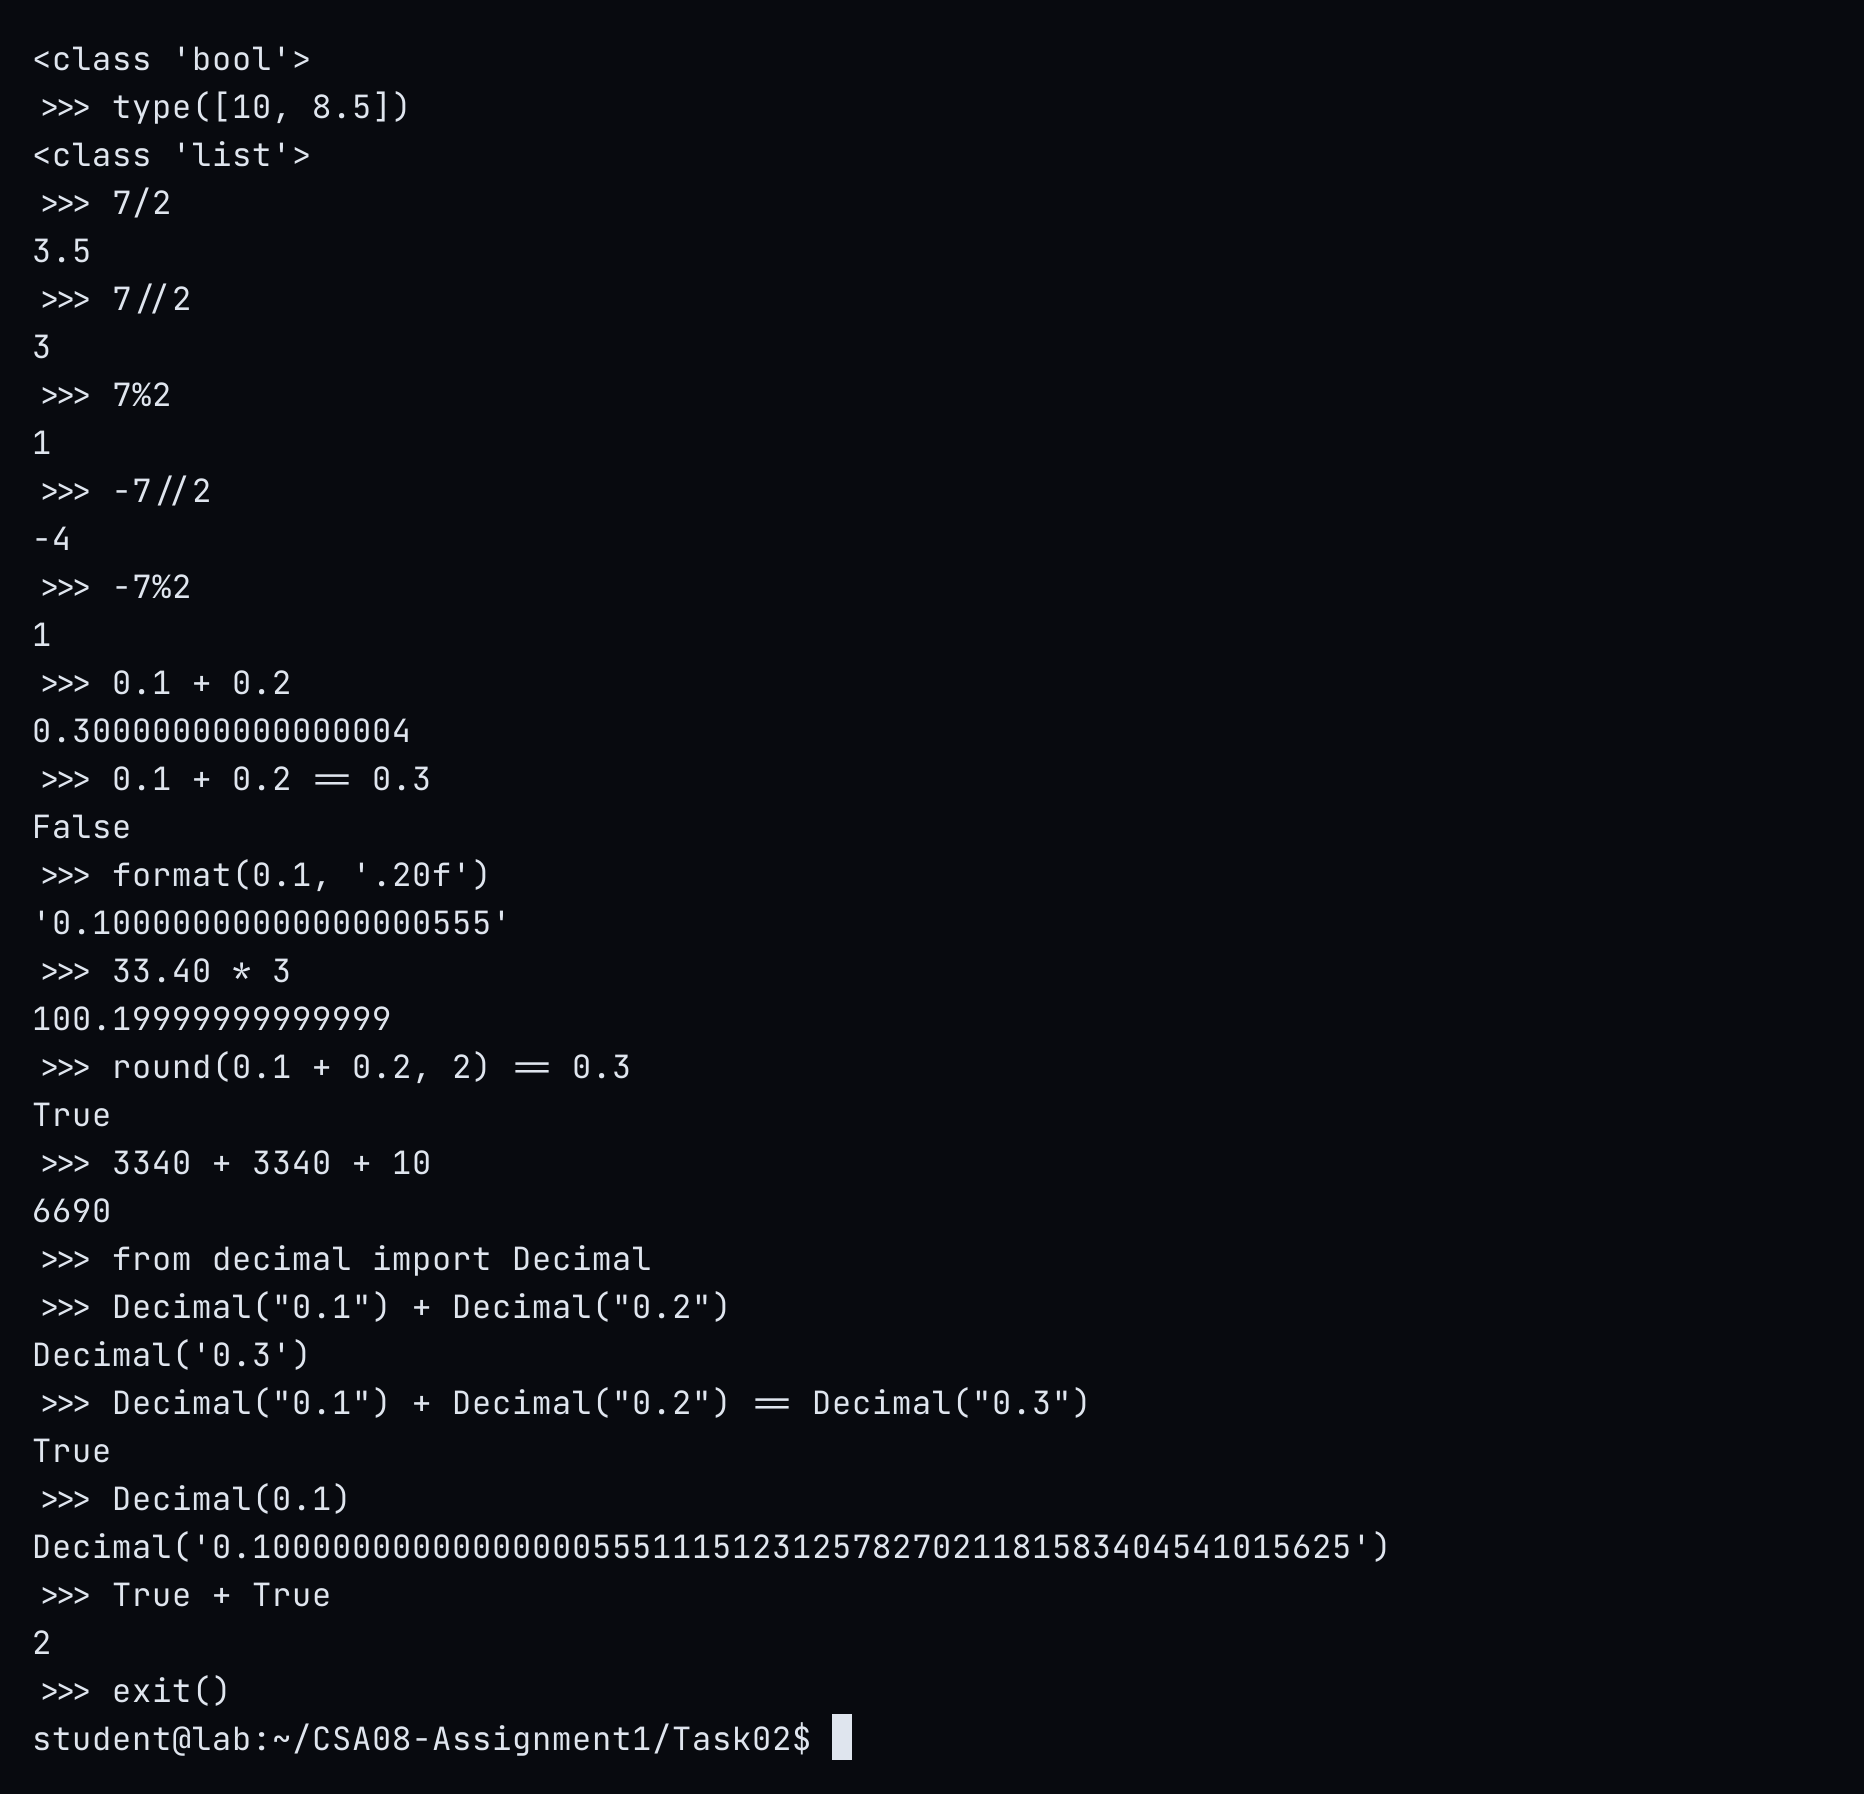 <class 'bool'>
>>> type([10, 8.5])
<class 'list'>
>>> 7/2
3.5
>>> 7//2
3
>>> 7%2
1
>>> -7//2
-4
>>> -7%2
1
>>> 0.1 + 0.2
0.30000000000000004
>>> 0.1 + 0.2 == 0.3
False
>>> format(0.1, '.20f')
'0.10000000000000000555'
>>> 33.40 * 3
100.19999999999999
>>> round(0.1 + 0.2, 2) == 0.3
True
>>> 3340 + 3340 + 10
6690
>>> from decimal import Decimal
>>> Decimal("0.1") + Decimal("0.2")
Decimal('0.3')
>>> Decimal("0.1") + Decimal("0.2") == Decimal("0.3")
True
>>> Decimal(0.1)
Decimal('0.1000000000000000055511151231257827021181583404541015625')
>>> True + True
2
>>> exit()
student@lab:~/CSA08-Assignment1/Task02$